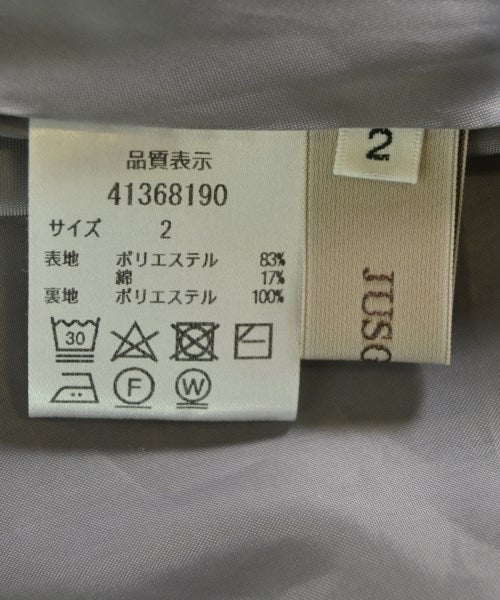 品質表示
41368190
サイズ 2
表地 ポリエステル 83%
綿 17%
裏地 ポリエステル 100%
30
F
W
2